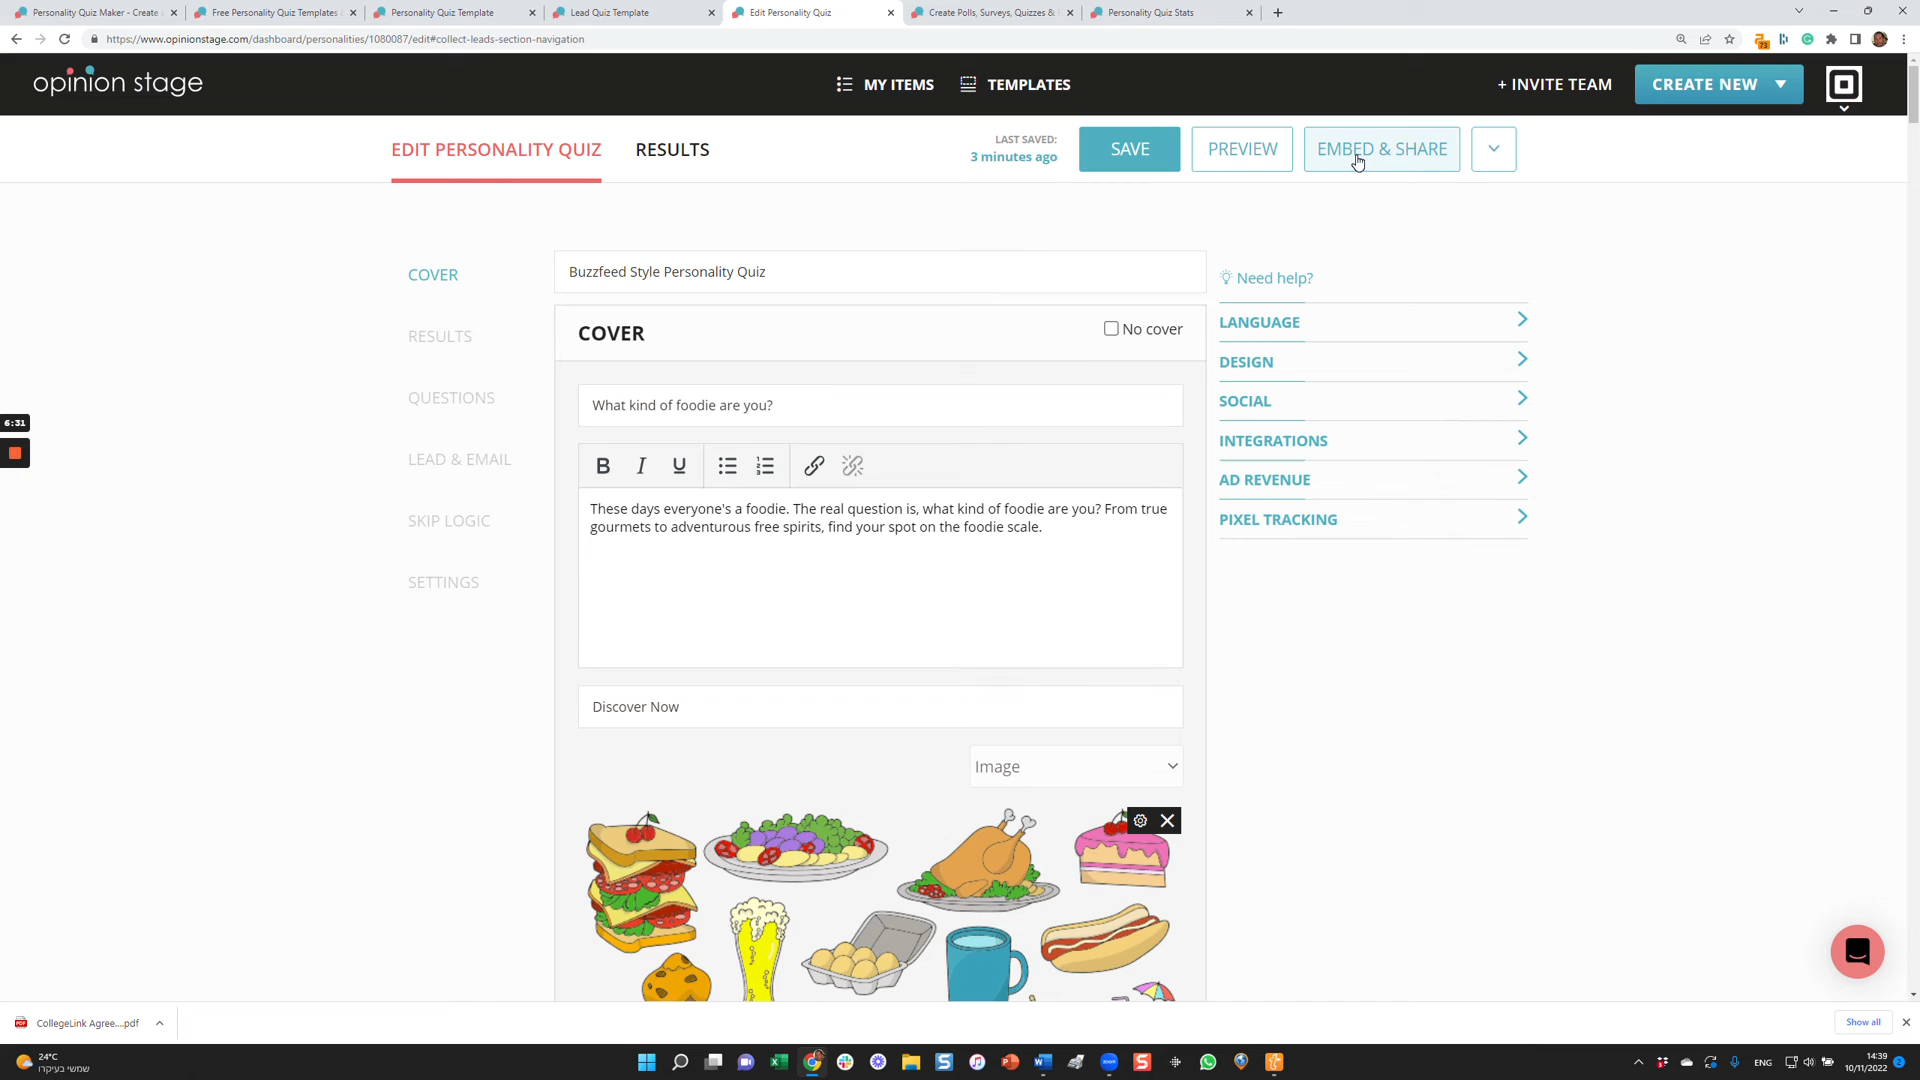 Personality Quiz Maker - Create
Free Personality Quiz Templates
Personality Quiz Template
Lead Quiz Template
Edit Personality Quiz
Create Polls, Surveys, Quizzes &
Personality Quiz Stats
https://www.opinionstage.com/dashboard/personalities/1080087/edit#collect-leads-section-navigation
73
opinion stage
MY ITEMS
TEMPLATES
+ INVITE TEAM
CREATE NEW
EDIT PERSONALITY QUIZ
RESULTS
LAST SAVED:
3 minutes ago
SAVE
PREVIEW
EMBED & SHARE
COVER
RESULTS
QUESTIONS
LEAD & EMAIL
SKIP LOGIC
SETTINGS
6:31
Buzzfeed Style Personality Quiz
COVER
No cover
What kind of foodie are you?
B I U
These days everyone's a foodie. The real question is, what kind of foodie are you? From true
gourmets to adventurous free spirits, find your spot on the foodie scale.
Discover Now
Image
Need help?
LANGUAGE
DESIGN
SOCIAL
INTEGRATIONS
AD REVENUE
PIXEL TRACKING
CollegeLink Agree....pdf
Show all
24°C
שמשי בעיקרו
ENG
14:39
10/11/2022
2